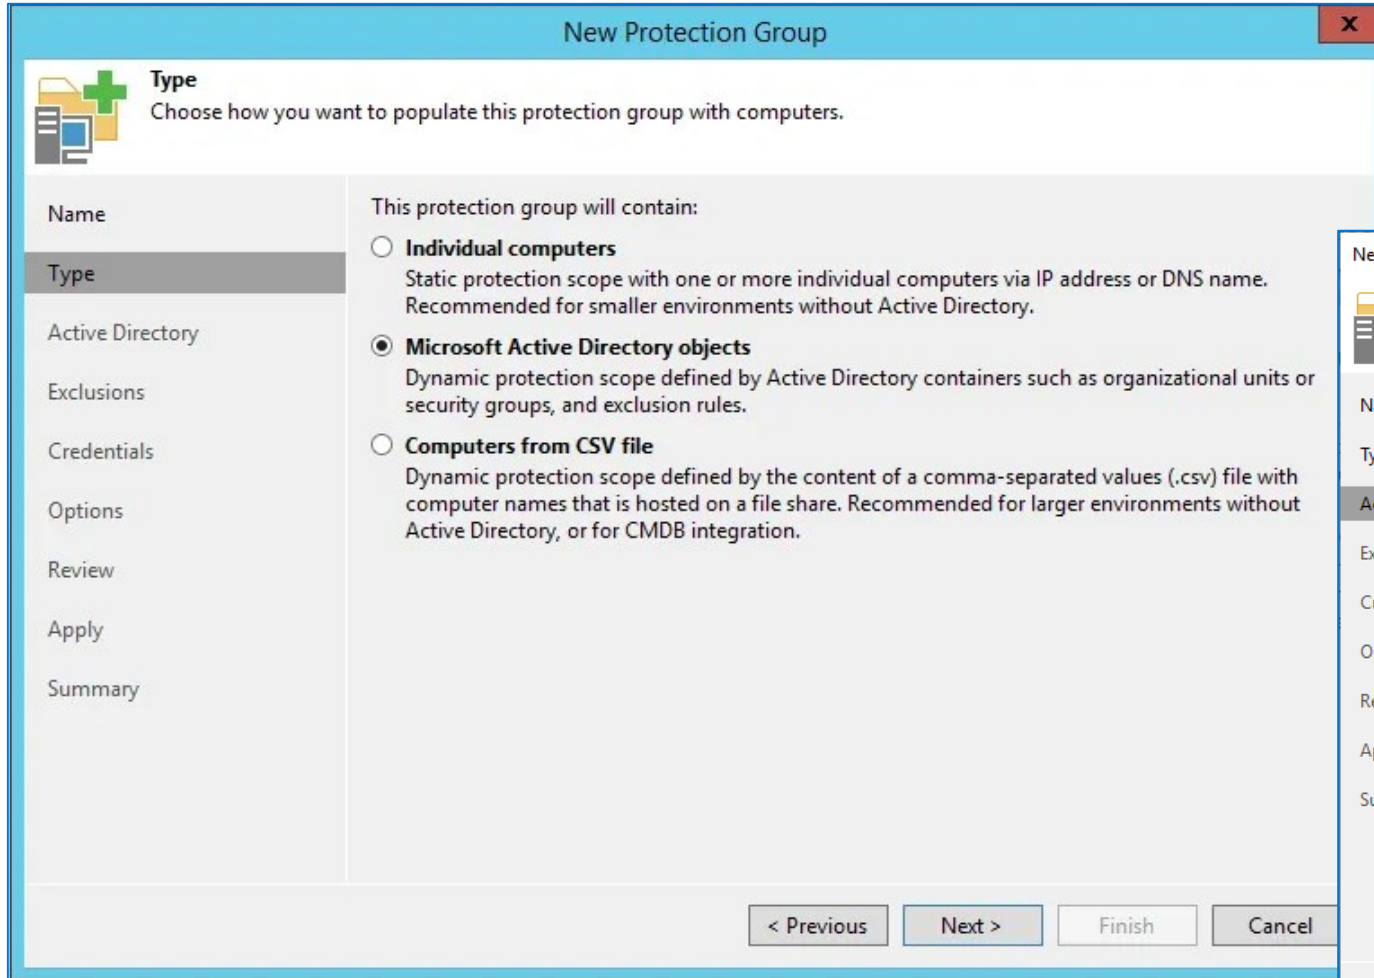 New Protection Group
X
Type
Choose how you want to populate this protection group with computers.
Name
Type
Active Directory
Exclusions
Credentials
Options
Review
Apply
Summary
This protection group will contain:
Individual computers
Static protection scope with one or more individual computers via IP address or DNS name.
Recommended for smaller environments without Active Directory.
Microsoft Active Directory objects
Dynamic protection scope defined by Active Directory containers such as organizational units or
security groups, and exclusion rules.
Computers from CSV file
Dynamic protection scope defined by the content of a comma-separated values (.csv) file with
computer names that is hosted on a file share. Recommended for larger environments without
Active Directory, or for CMDB integration.
< Previous
Next >
Finish
Cancel